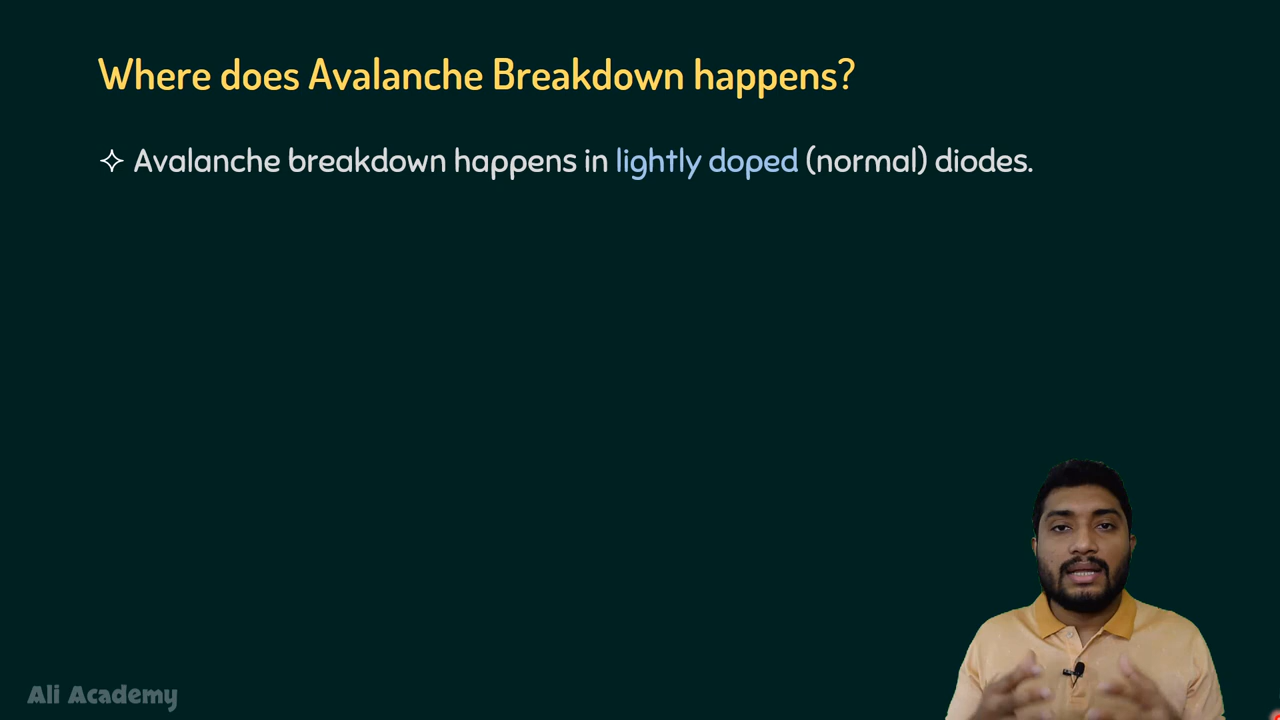 Where does Avalanche Breakdown happens?
✧ Avalanche breakdown happens in lightly doped (normal) diodes.
Ali Academy